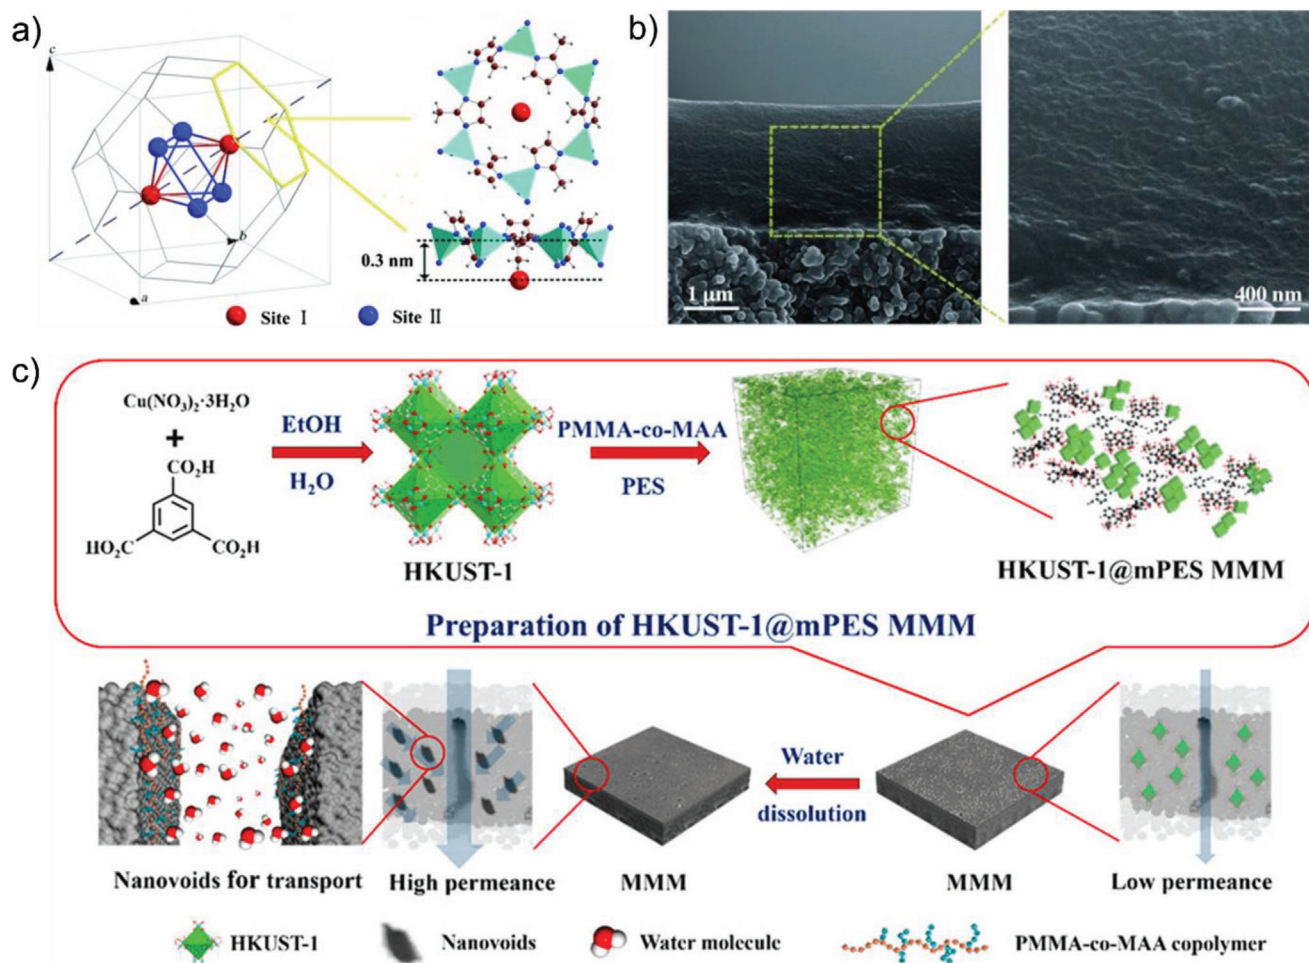 a)
c
b
a
0.3 nm
Site I
Site II
b)
1 μm
400 nm
c)
Cu(NO₃)₂·3H₂O
+
CO₂H
HO₂C
CO₂H
EtOH
H₂O
HKUST-1
PMMA-co-MAA
PES
HKUST-1@mPES MMM
Preparation of HKUST-1@mPES MMM
Water
dissolution
Nanovoids for transport
High permeance
MMM
MMM
Low permeance
HKUST-1
Nanovoids
Water molecule
PMMA-co-MAA copolymer